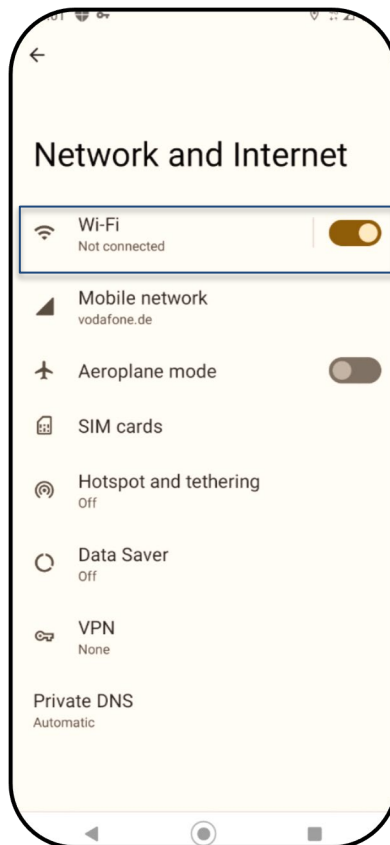 Network and Internet
Wi-Fi
Not connected
Mobile network
vodafone.de
Aeroplane mode
SIM cards
Hotspot and tethering
Off
Data Saver
Off
VPN
None
Private DNS
Automatic